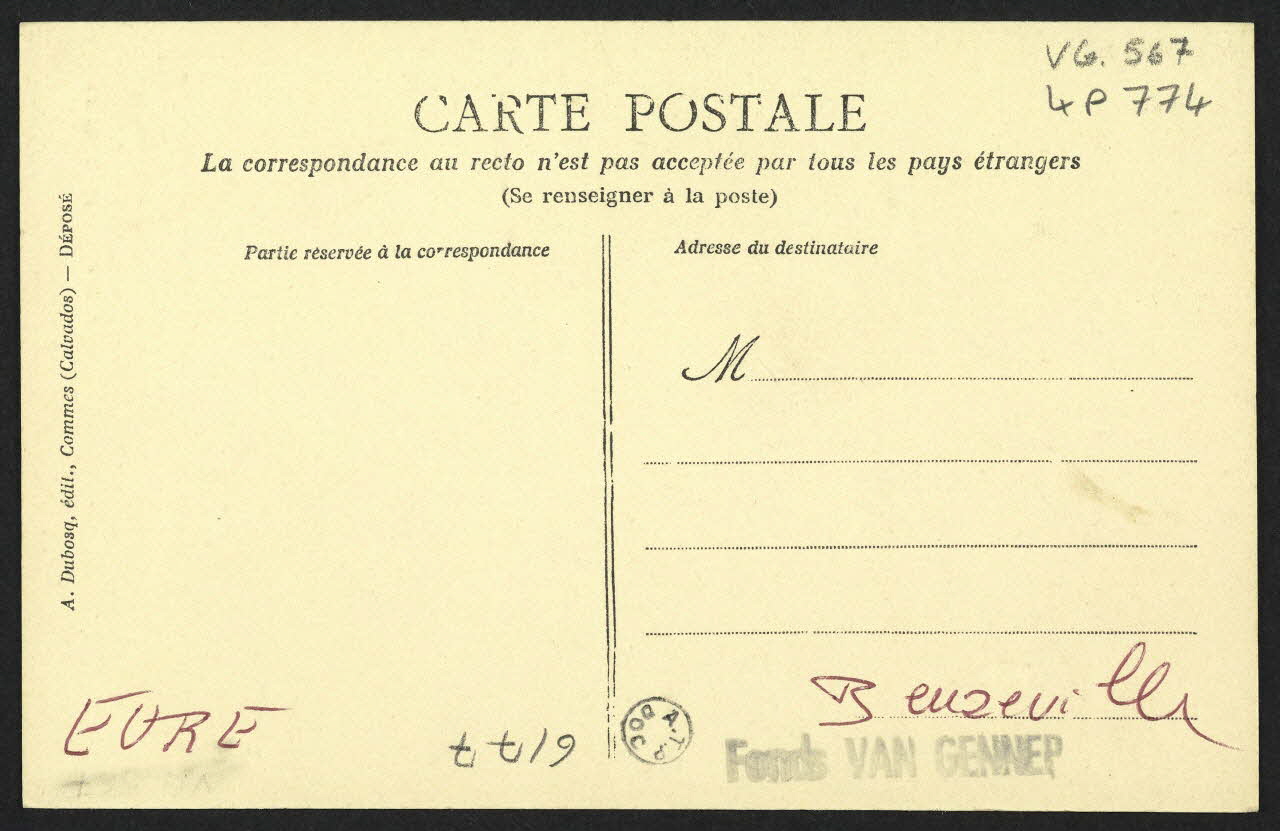 VG. 567
4P 774
CARTE POSTALE
La correspondance au recto n'est pas acceptée par tous les pays étrangers
(Se renseigner à la poste)
A. Dubosq, édit., Commes (Calvados) — DÉPOSÉ
Partie réservée à la correspondance
Adresse du destinataire
M
EURE
Beuzeville
A.T.P. DOC
Fonds VAN GENNEP